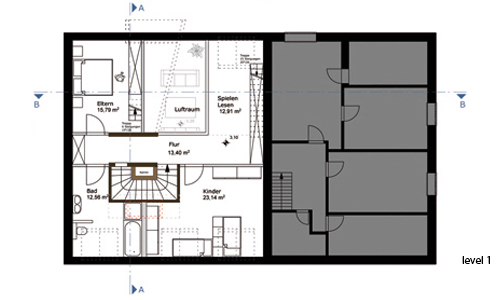 A
B
B
Eltern
15,79 m²
Luftraum
Spielen
Lesen
12,91 m²
Flur
13,40 m²
Bad
12,56 m²
Kinder
23,14 m²
A
level 1